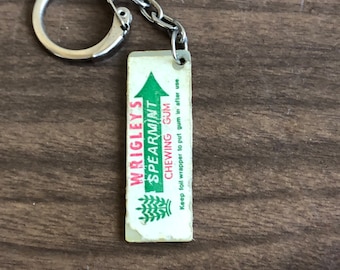 WRIGLEY'S
SPEARMINT
CHEWING GUM
Keep foil wrapper to put gum in after use